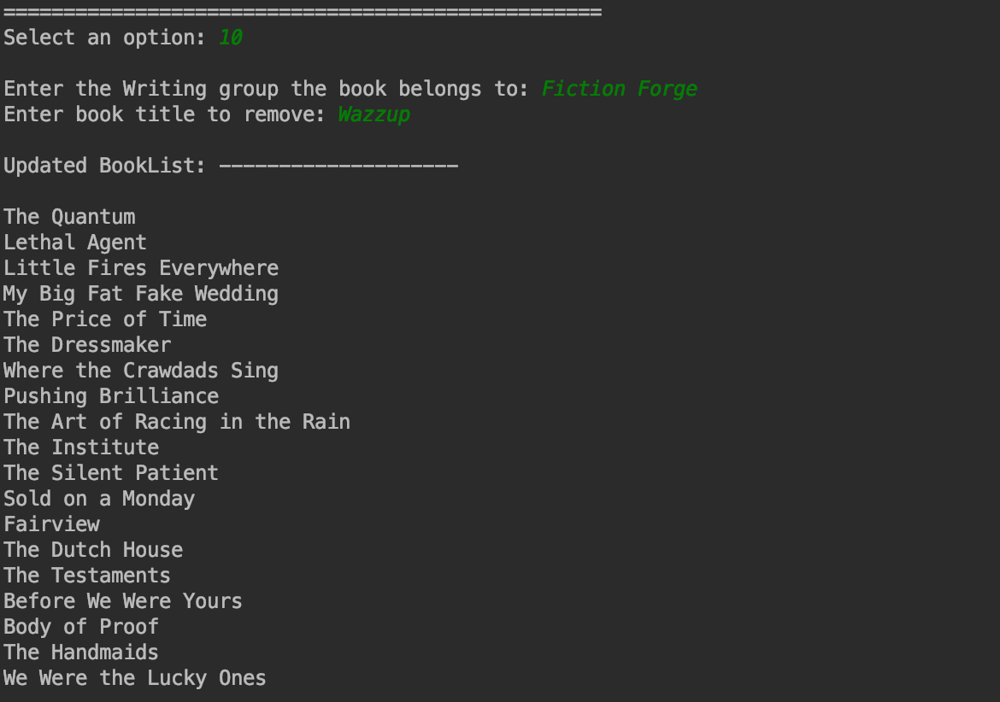 ==================================================
Select an option: 10
Enter the Writing group the book belongs to: Fiction Forge
Enter book title to remove: Wazzup
Updated BookList: --------------------
The Quantum
Lethal Agent
Little Fires Everywhere
My Big Fat Fake Wedding
The Price of Time
The Dressmaker
Where the Crawdads Sing
Pushing Brilliance
The Art of Racing in the Rain
The Institute
The Silent Patient
Sold on a Monday
Fairview
The Dutch House
The Testaments
Before We Were Yours
Body of Proof
The Handmaids
We Were the Lucky Ones